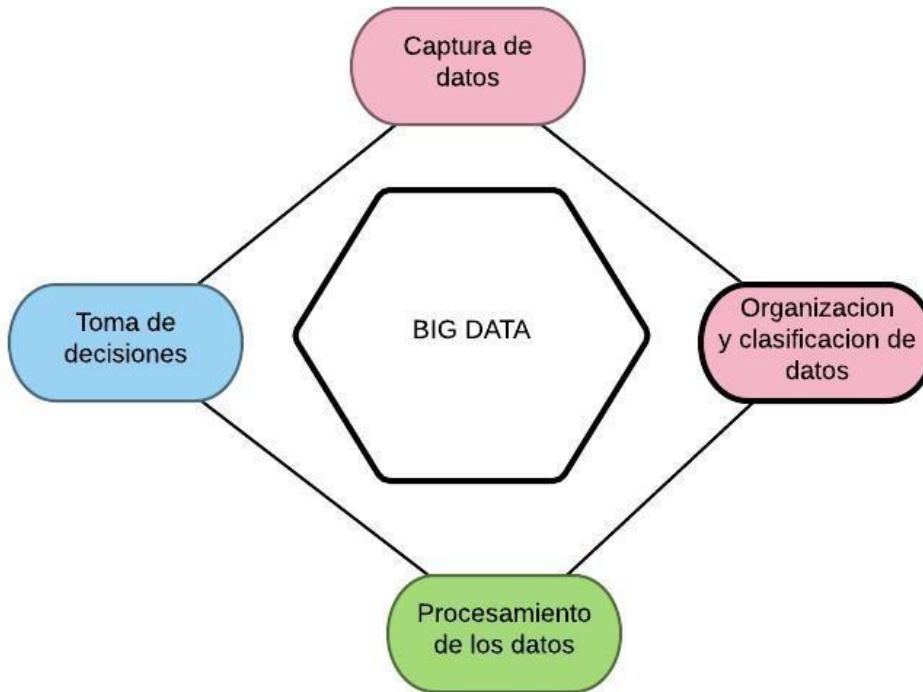 Captura de
datos
Toma de
decisiones
BIG DATA
Organizacion
y clasificacion de
datos
Procesamiento
de los datos